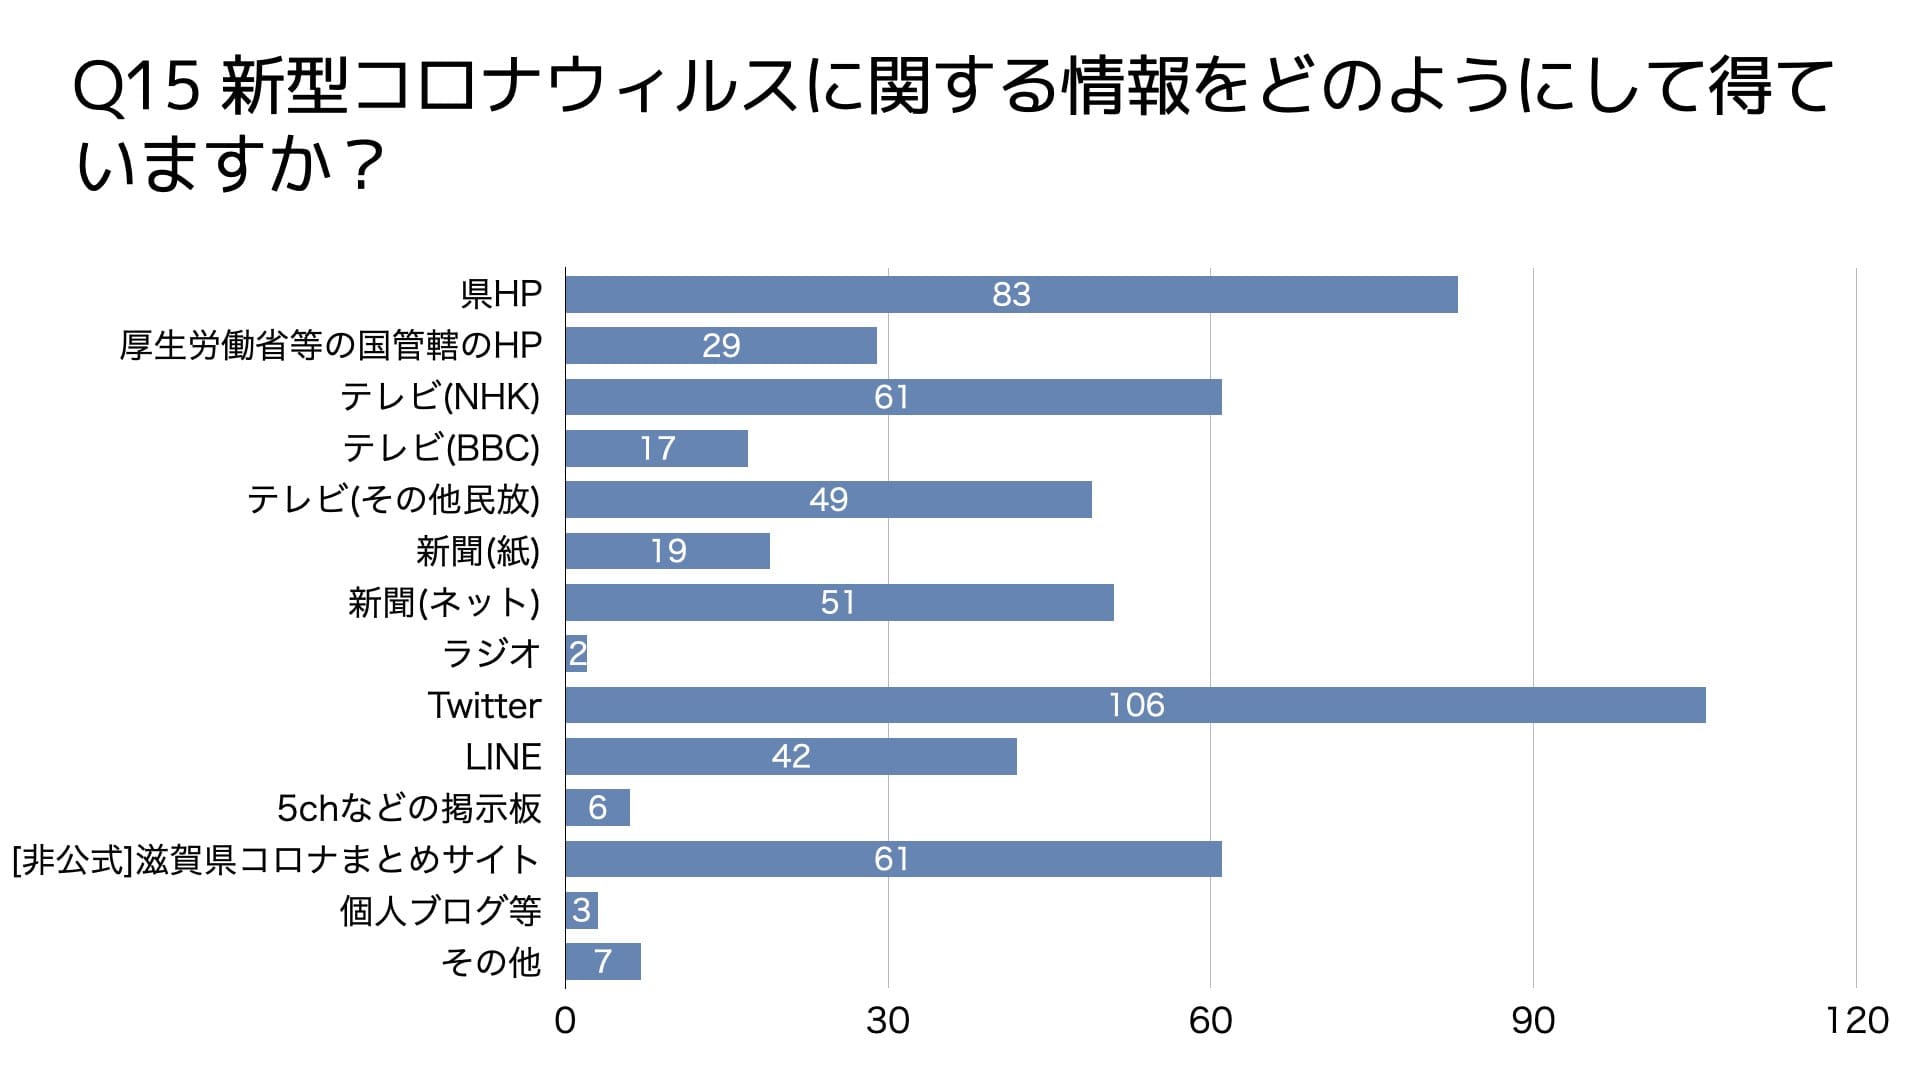 Q15 新型コロナウィルスに関する情報をどのようにして得て
いますか？
県HP 83
厚生労働省等の国管轄のHP 29
テレビ(NHK) 61
テレビ(BBC) 17
テレビ(その他民放) 49
新聞(紙) 19
新聞(ネット) 51
ラジオ 2
Twitter 106
LINE 42
5chなどの掲示板 6
[非公式]滋賀県コロナまとめサイト 61
個人ブログ等 3
その他 7
0 30 60 90 120